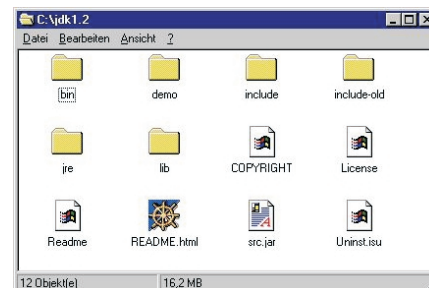 C:\jdk1.2
Datei Bearbeiten Ansicht ?
bin demo include include-old
jre lib COPYRIGHT License
Readme README.html src.jar Uninst.isu
12 Objekt(e) 16,2 MB